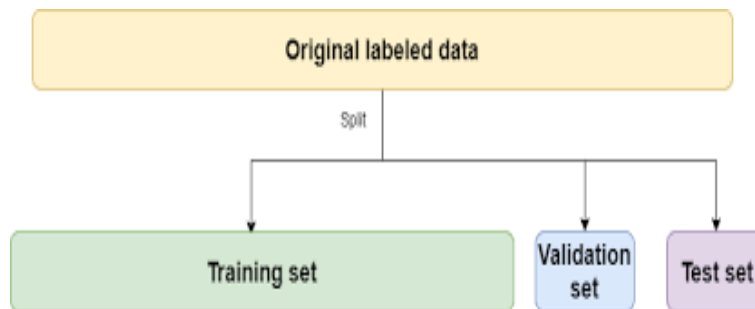 Original labeled data
Split
Training set
Validation
set
Test set